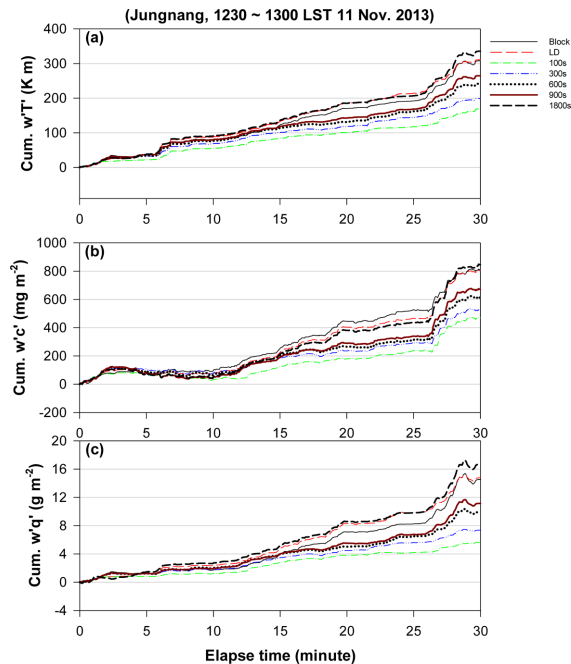 (Jungnang, 1230 ~ 1300 LST 11 Nov. 2013)
(a)
Cum. w'T' (K m)
400
300
200
100
0
0 5 10 15 20 25 30
Block
LD
100s
300s
600s
900s
1800s
(b)
Cum. w'c' (mg m-2)
1000
800
600
400
200
0
-200
0 5 10 15 20 25 30
(c)
Cum. w'q' (g m-2)
20
16
12
8
4
0
-4
0 5 10 15 20 25 30
Elapse time (minute)